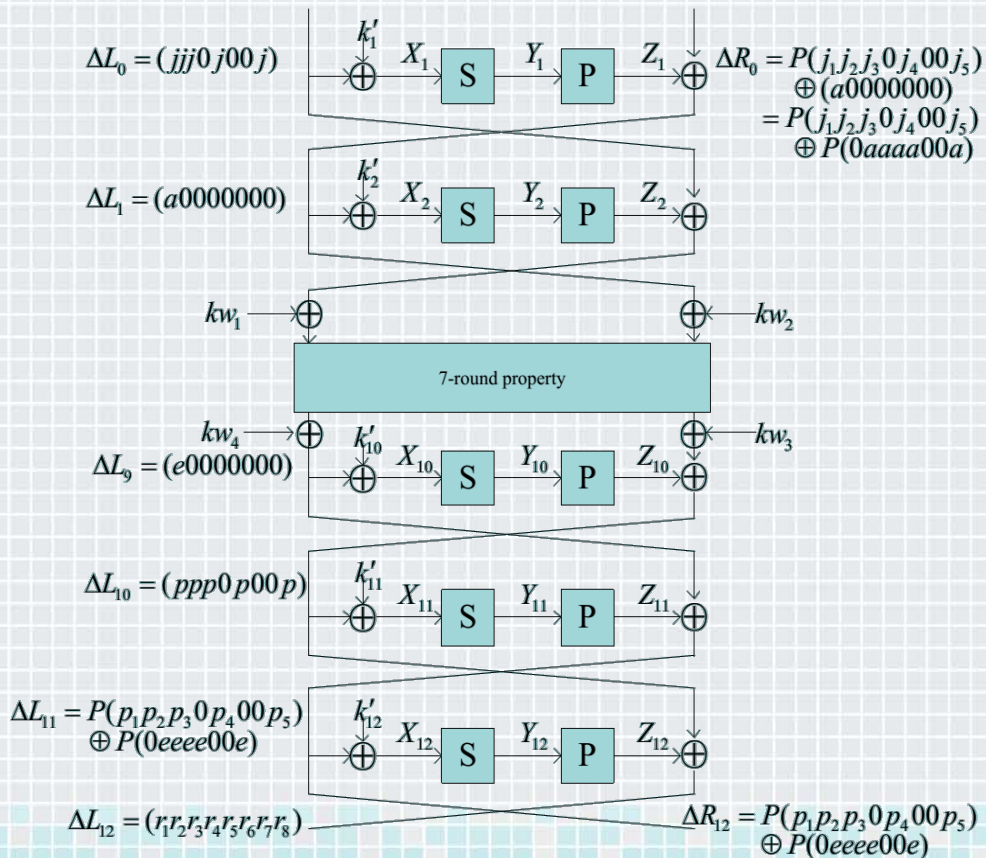 ΔL₀ = (jjj0j00j)
k′₁
X₁ S Y₁ P Z₁
ΔR₀ = P(j₁j₂j₃0j₄00j₅)
⊕(a0000000)
= P(j₁j₂j₃0j₄00j₅)
⊕P(0aaaa00a)
ΔL₁ = (a0000000)
k′₂
X₂ S Y₂ P Z₂
kw₁
kw₂
7-round property
kw₄
kw₃
ΔL₉ = (e0000000)
k′₁₀
X₁₀ S Y₁₀ P Z₁₀
ΔL₁₀ = (ppp0p00p)
k′₁₁
X₁₁ S Y₁₁ P Z₁₁
ΔL₁₁ = P(p₁p₂p₃0p₄00p₅)
⊕P(0eeee00e)
k′₁₂
X₁₂ S Y₁₂ P Z₁₂
ΔL₁₂ = (r₁r₂r₃r₄r₅r₆r₇r₈)
ΔR₁₂ = P(p₁p₂p₃0p₄00p₅)
⊕P(0eeee00e)